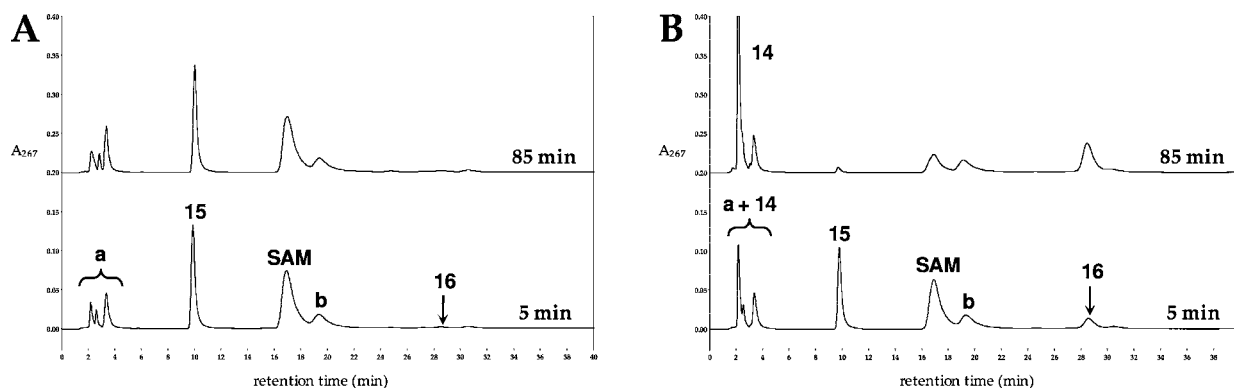 A
0.40
0.35
0.30
0.25
A267
0.20
85 min
0.15
15
a
0.10
SAM
16
0.05
b
5 min
0.00
0 2 4 6 8 10 12 14 16 18 20 22 24 26 28 30 32 34 36 38 40
retention time (min)
B
0.40
14
0.35
0.30
0.25
A267
0.20
85 min
0.15
a + 14
15
0.10
SAM
16
0.05
b
5 min
0.00
0 2 4 6 8 10 12 14 16 18 20 22 24 26 28 30 32 34 36 38
retention time (min)